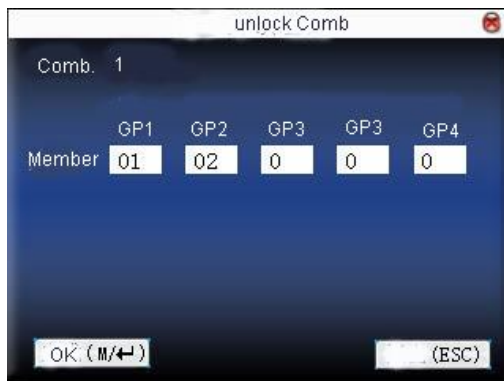 unlock Comb
Comb. 1
GP1 GP2 GP3 GP3 GP4
Member 01 02 0 0 0
OK (M/↵) (ESC)